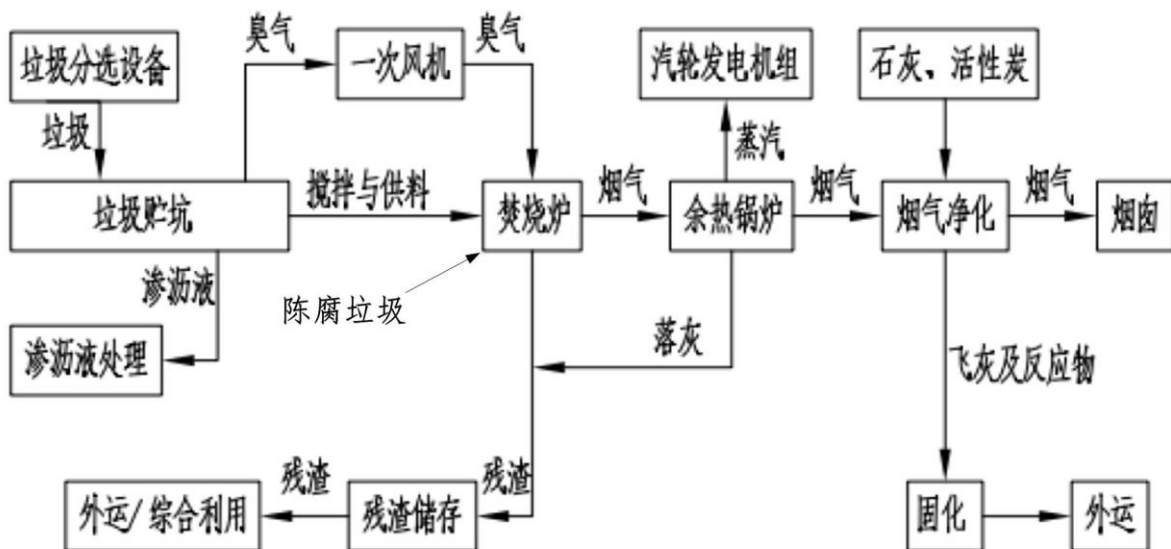 臭气
臭气
垃圾分选设备
一次风机
汽轮发电机组
石灰、活性炭
垃圾
蒸汽
搅拌与供料
烟气
烟气
烟气
垃圾贮坑
焚烧炉
余热锅炉
烟气净化
烟囱
渗沥液
陈腐垃圾
渗沥液处理
落灰
飞灰及反应物
残渣
残渣
外运/综合利用
残渣储存
固化
外运